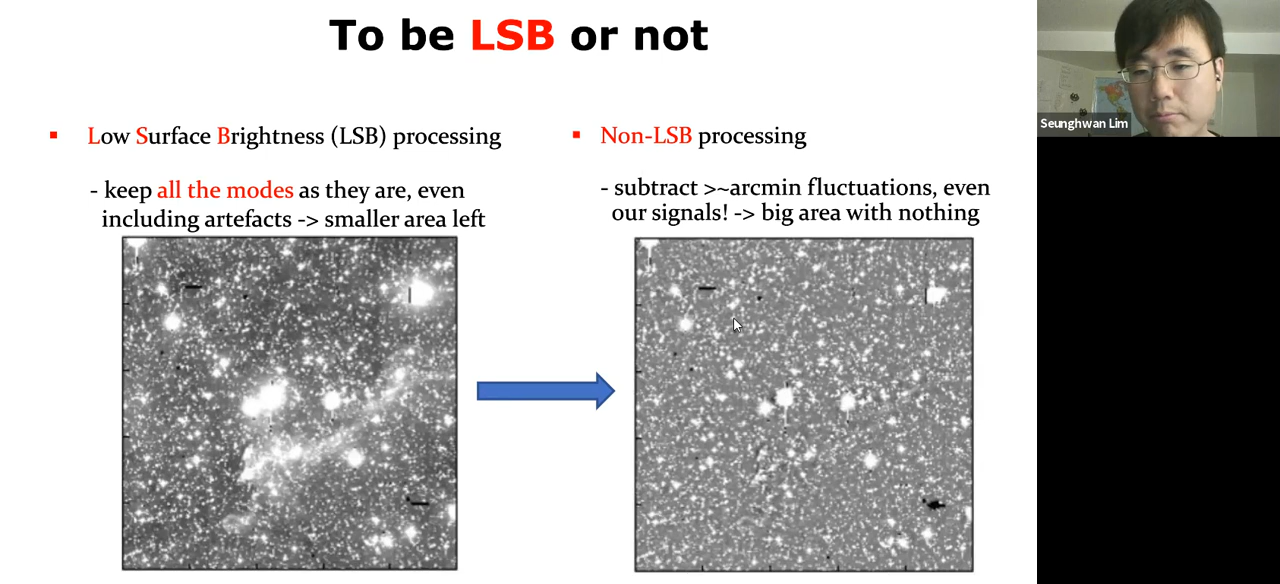 To be LSB or not
▪ Low Surface Brightness (LSB) processing
- keep all the modes as they are, even
including artefacts -> smaller area left
▪ Non-LSB processing
- subtract >~arcmin fluctuations, even
our signals! -> big area with nothing
Seunghwan Lim